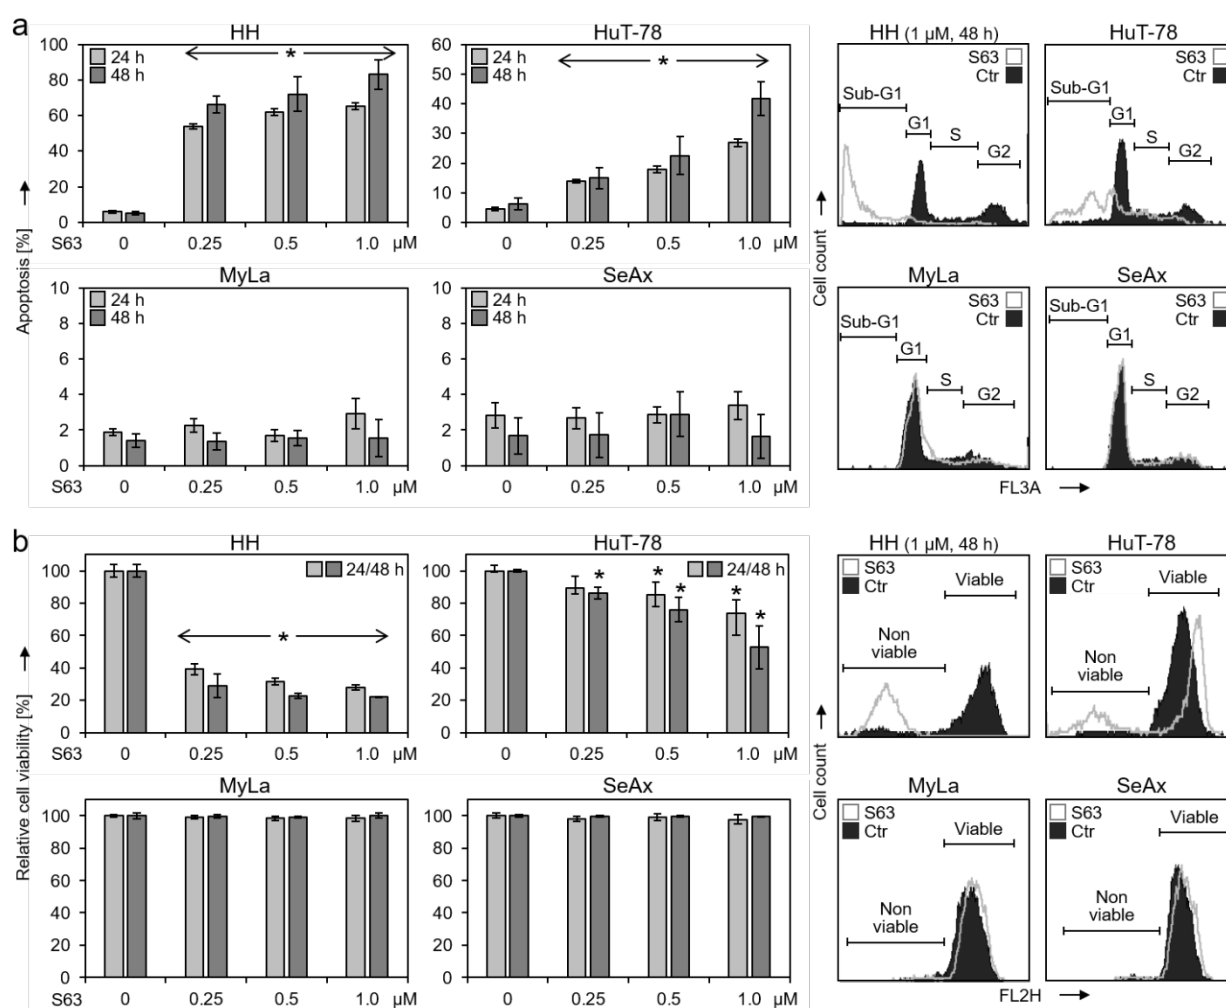 a
HH
HuT-78
HH (1 µM, 48 h)
HuT-78
100
80
60
40
20
0
24 h
48 h
*
60
50
40
30
20
10
0
24 h
48 h
*
S63
Ctr
Sub-G1
G1
S
G2
S63
Ctr
Sub-G1
G1
S
G2
S63
0
0.25
0.5
1.0
µM
0
0.25
0.5
1.0
µM
Apoptosis [%]
Cell count
MyLa
SeAx
MyLa
SeAx
10
8
6
4
2
0
24 h
48 h
10
8
6
4
2
0
24 h
48 h
S63
Ctr
Sub-G1
G1
S
G2
S63
Ctr
Sub-G1
G1
S
G2
S63
0
0.25
0.5
1.0
µM
0
0.25
0.5
1.0
µM
FL3A
b
HH
HuT-78
HH (1 µM, 48 h)
HuT-78
100
80
60
40
20
0
24/48 h
*
100
80
60
40
20
0
24/48 h
*
*
*
*
*
S63
Ctr
Viable
Non
viable
S63
Ctr
Viable
Non
viable
S63
0
0.25
0.5
1.0
µM
0
0.25
0.5
1.0
µM
Relative cell viability [%]
Cell count
MyLa
SeAx
MyLa
SeAx
100
80
60
40
20
0
100
80
60
40
20
0
S63
Ctr
Viable
Non
viable
S63
Ctr
Viable
Non
viable
S63
0
0.25
0.5
1.0
µM
0
0.25
0.5
1.0
µM
FL2H